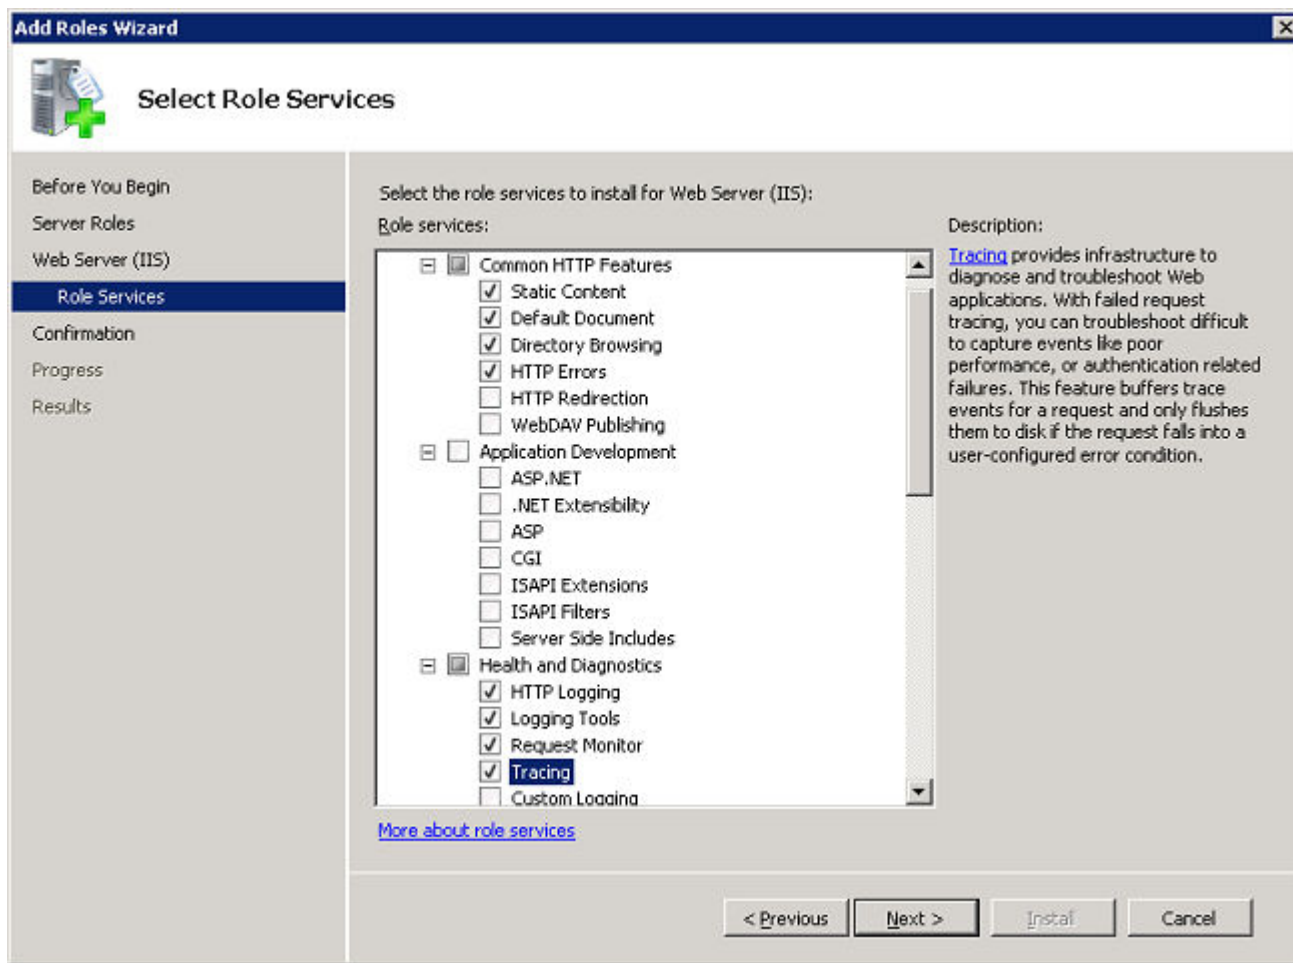 Add Roles Wizard
Select Role Services
Before You Begin
Server Roles
Web Server (IIS)
Role Services
Confirmation
Progress
Results
Select the role services to install for Web Server (IIS):
Role services:
Common HTTP Features
Static Content
Default Document
Directory Browsing
HTTP Errors
HTTP Redirection
WebDAV Publishing
Application Development
ASP.NET
.NET Extensibility
ASP
CGI
ISAPI Extensions
ISAPI Filters
Server Side Includes
Health and Diagnostics
HTTP Logging
Logging Tools
Request Monitor
Tracing
Custom Logging
More about role services
Description:
Tracing provides infrastructure to
diagnose and troubleshoot Web
applications. With failed request
tracing, you can troubleshoot difficult
to capture events like poor
performance, or authentication related
failures. This feature buffers trace
events for a request and only flushes
them to disk if the request falls into a
user-configured error condition.
< Previous
Next >
Install
Cancel